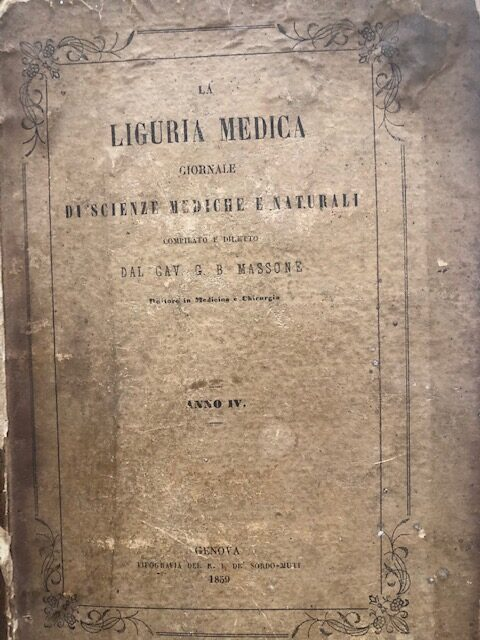 LA
LIGURIA MEDICA
GIORNALE
DI SCIENZE MEDICHE E NATURALI
COMPILATO E DIRETTO
DAL CAV. G. B. MASSONE
Dottore in Medicina e Chirurgia
ANNO IV.
GENOVA
TIPOGRAFIA DEL R. I. DE' SORDO-MUTI
1859